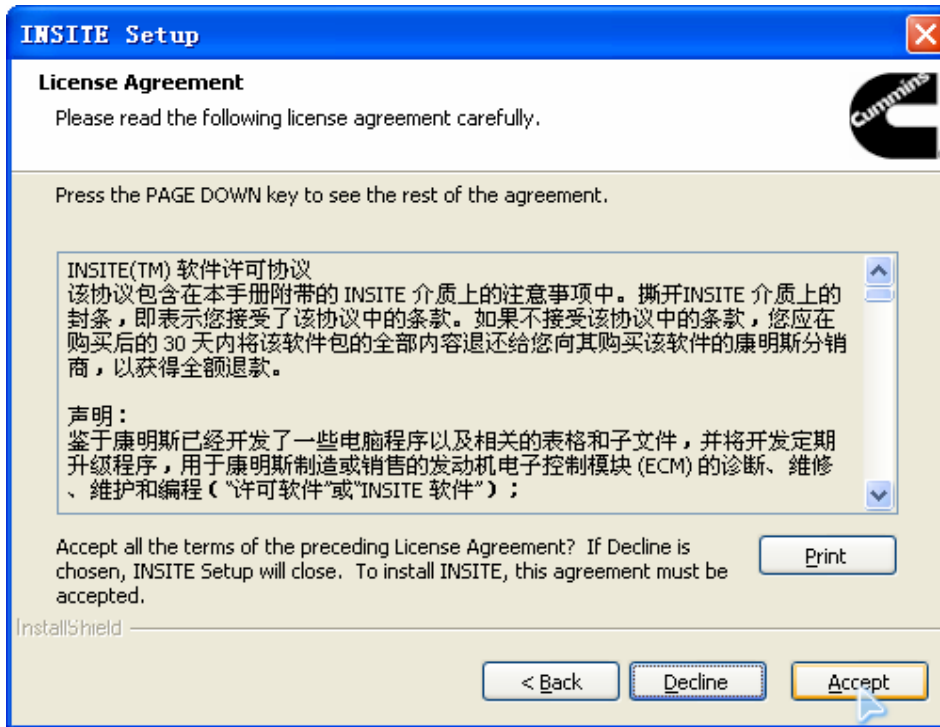 INSITE Setup
License Agreement
Please read the following license agreement carefully.
Cummins
Press the PAGE DOWN key to see the rest of the agreement.
INSITE(TM) 软件许可协议
该协议包含在本手册附带的 INSITE 介质上的注意事项中。撕开INSITE 介质上的
封条，即表示您接受了该协议中的条款。如果不接受该协议中的条款，您应在
购买后的 30 天内将该软件包的全部内容退还给您向其购买该软件的康明斯分销
商，以获得全额退款。
声明：
鉴于康明斯已经开发了一些电脑程序以及相关的表格和子文件，并将开发定期
升级程序，用于康明斯制造或销售的发动机电子控制模块 (ECM) 的诊断、维修
、维护和编程（“许可软件”或“INSITE 软件”）；
Accept all the terms of the preceding License Agreement? If Decline is
chosen, INSITE Setup will close. To install INSITE, this agreement must be
accepted.
Print
InstallShield
< Back
Decline
Accept